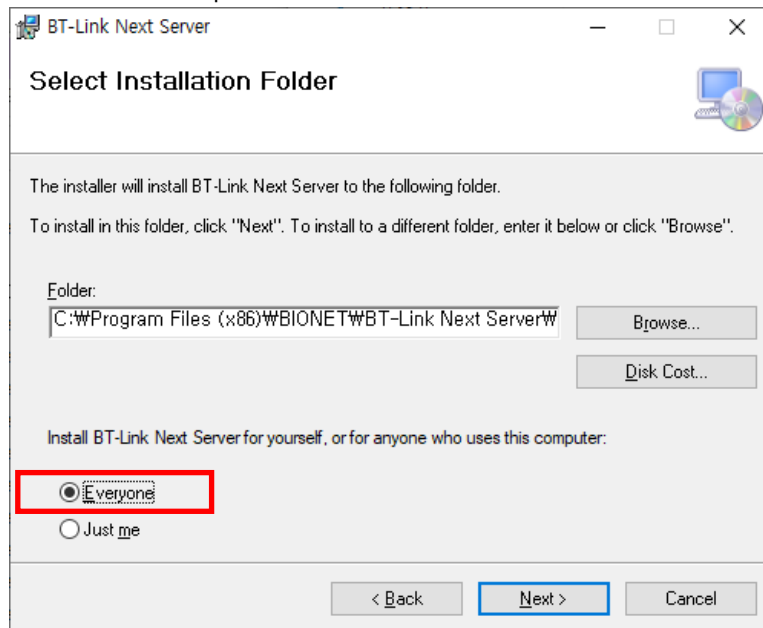 BT-Link Next Server
Select Installation Folder
The installer will install BT-Link Next Server to the following folder.
To install in this folder, click "Next". To install to a different folder, enter it below or click "Browse".
Folder:
C:₩Program Files (x86)₩BIONET₩BT-Link Next Server₩
Browse...
Disk Cost...
Install BT-Link Next Server for yourself, or for anyone who uses this computer:
Everyone
Just me
< Back Next > Cancel